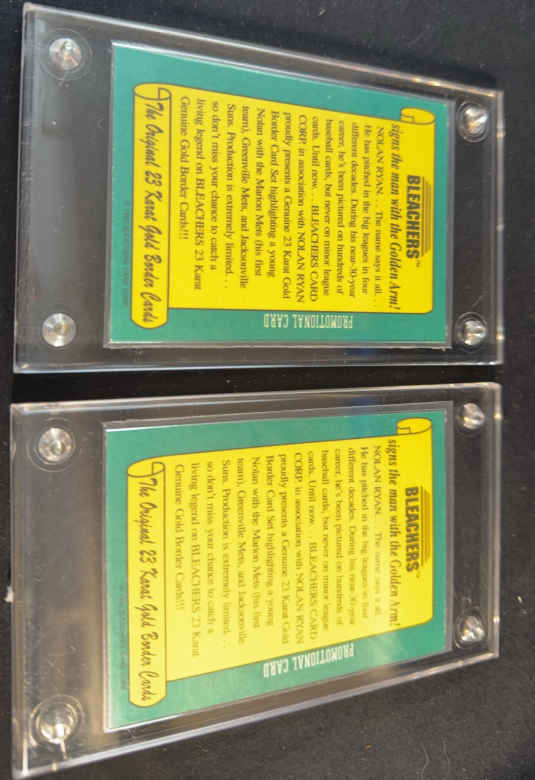 BLEACHERS™
signs the man with the Golden Arm!
NOLAN RYAN. . . The name says it all. . .
He has pitched in the big leagues in four
different decades. During his near-30-year
career, he's been pictured on hundreds of
baseball cards, but never on minor league
cards. Until now. . . BLEACHERS CARD
CORP. in association with NOLAN RYAN
proudly presents a Genuine 23 Karat Gold
Border Card Set highlighting a young
Nolan with the Marion Mets (his first
team), Greenville Mets, and Jacksonville
Suns. Production is extremely limited. . .
so don't miss your chance to catch a
living legend on BLEACHERS 23 Karat
Genuine Gold Border Cards!!!
The Original 23 Karat Gold Border Cards
PROMOTIONAL CARD
BLEACHERS™
signs the man with the Golden Arm!
NOLAN RYAN. . . The name says it all. . .
He has pitched in the big leagues in four
different decades. During his near-30-year
career, he's been pictured on hundreds of
baseball cards, but never on minor league
cards. Until now. . . BLEACHERS CARD
CORP. in association with NOLAN RYAN
proudly presents a Genuine 23 Karat Gold
Border Card Set highlighting a young
Nolan with the Marion Mets (his first
team), Greenville Mets, and Jacksonville
Suns. Production is extremely limited. . .
so don't miss your chance to catch a
living legend on BLEACHERS 23 Karat
Genuine Gold Border Cards!!!
The Original 23 Karat Gold Border Cards
PROMOTIONAL CARD